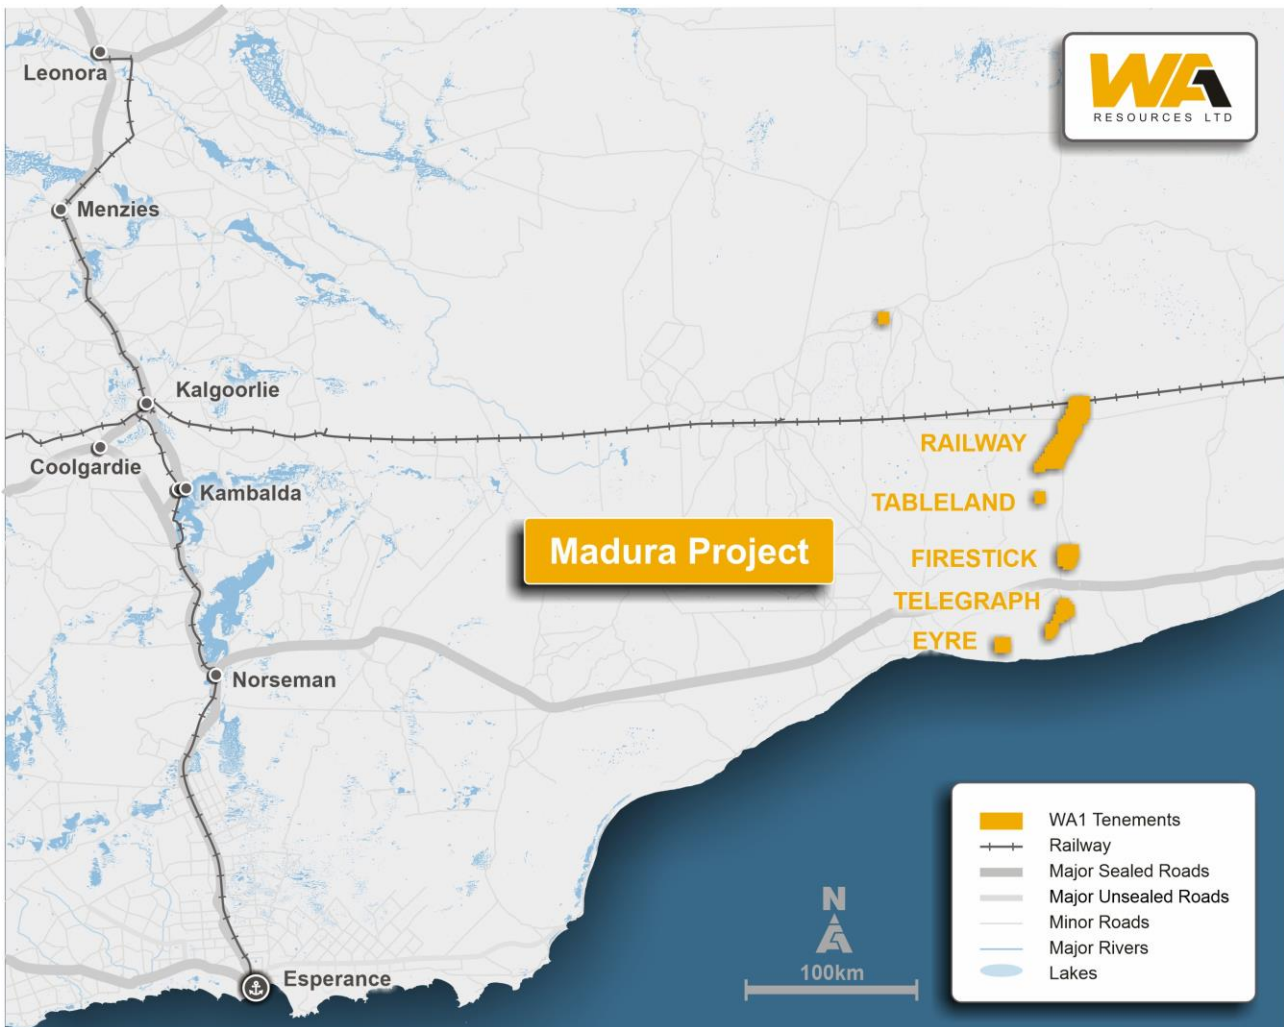 Leonora
WA1
RESOURCES LTD
Menzies
Kalgoorlie
Coolgardie
Kambalda
RAILWAY
TABLELAND
Madura Project
FIRESTICK
TELEGRAPH
EYRE
Norseman
Esperance
N
100km
WA1 Tenements
Railway
Major Sealed Roads
Major Unsealed Roads
Minor Roads
Major Rivers
Lakes